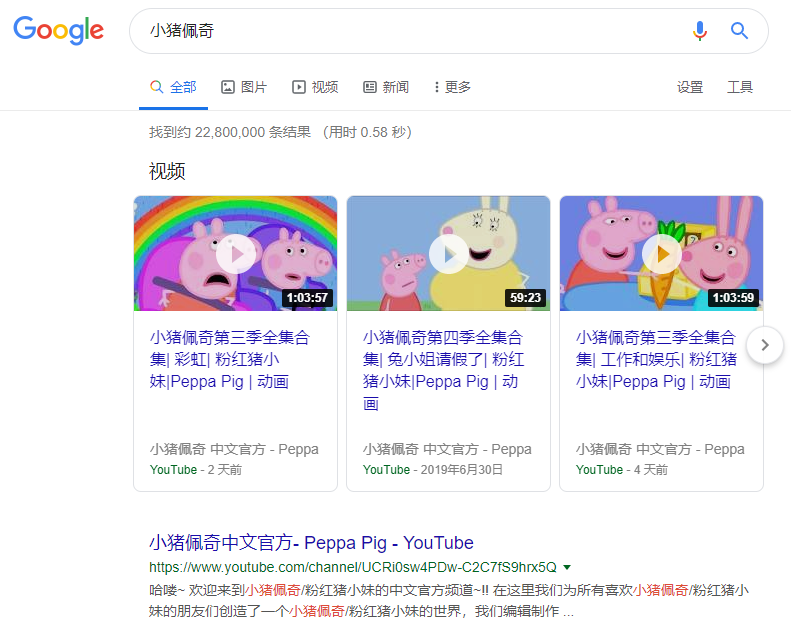 Google
小猪佩奇
全部 图片 视频 新闻 更多 设置 工具
找到约 22,800,000 条结果 （用时 0.58 秒）
视频
1:03:57
59:23
1:03:59
小猪佩奇第三季全集合
集| 彩虹| 粉红猪小
妹|Peppa Pig | 动画
小猪佩奇 中文官方 - Peppa
YouTube - 2 天前
小猪佩奇第四季全集合
集| 兔小姐请假了| 粉红
猪小妹|Peppa Pig | 动
画
小猪佩奇 中文官方 - Peppa
YouTube - 2019年6月30日
小猪佩奇第三季全集合
集| 工作和娱乐| 粉红猪
小妹|Peppa Pig | 动画
小猪佩奇 中文官方 - Peppa
YouTube - 4 天前
小猪佩奇中文官方- Peppa Pig - YouTube
https://www.youtube.com/channel/UCRi0sw4PDw-C2C7fS9hrx5Q
哈喽~ 欢迎来到小猪佩奇/粉红猪小妹的中文官方频道~!! 在这里我们为所有喜欢小猪佩奇/粉红猪小
妹的朋友们创造了一个小猪佩奇/粉红猪小妹的世界，我们编辑制作 ...